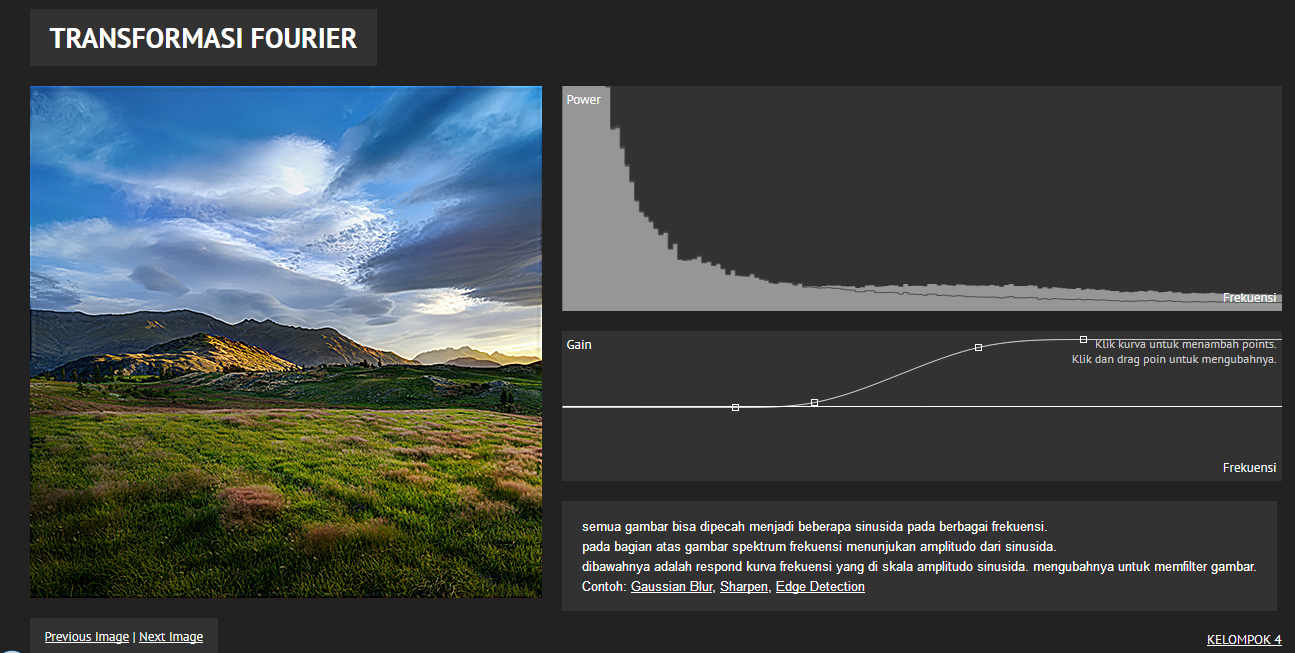 TRANSFORMASI FOURIER
Power
Frekuensi
Gain
Klik kurva untuk menambah points.
Klik dan drag poin untuk mengubahnya.
Frekuensi
semua gambar bisa dipecah menjadi beberapa sinusida pada berbagai frekuensi.
pada bagian atas gambar spektrum frekuensi menunjukan amplitudo dari sinusida.
dibawahnya adalah respond kurva frekuensi yang di skala amplitudo sinusida. mengubahnya untuk memfilter gambar.
Contoh: Gaussian Blur, Sharpen, Edge Detection
Previous Image | Next Image
KELOMPOK 4